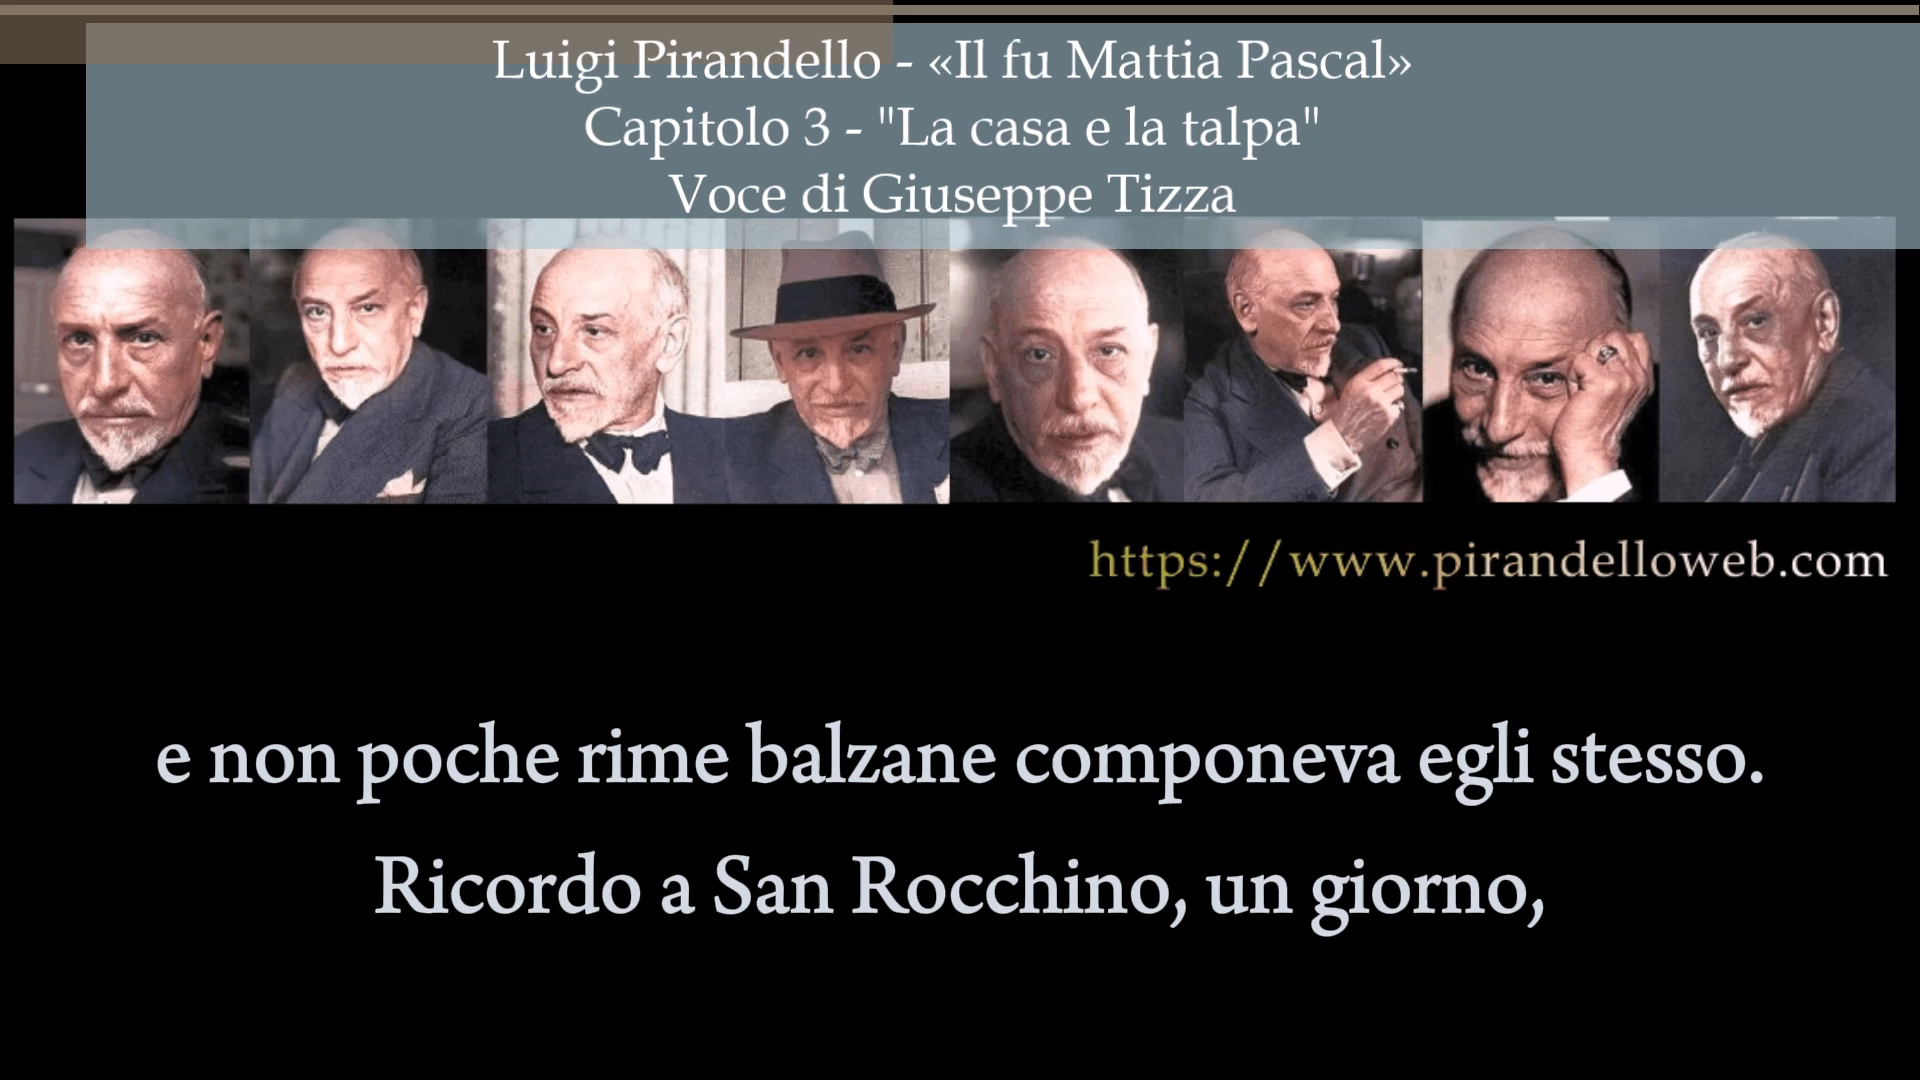 Luigi Pirandello - «Il fu Mattia Pascal»
Capitolo 3 - "La casa e la talpa"
Voce di Giuseppe Tizza
https://www.pirandelloweb.com
e non poche rime balzane componeva egli stesso.
Ricordo a San Rocchino, un giorno,